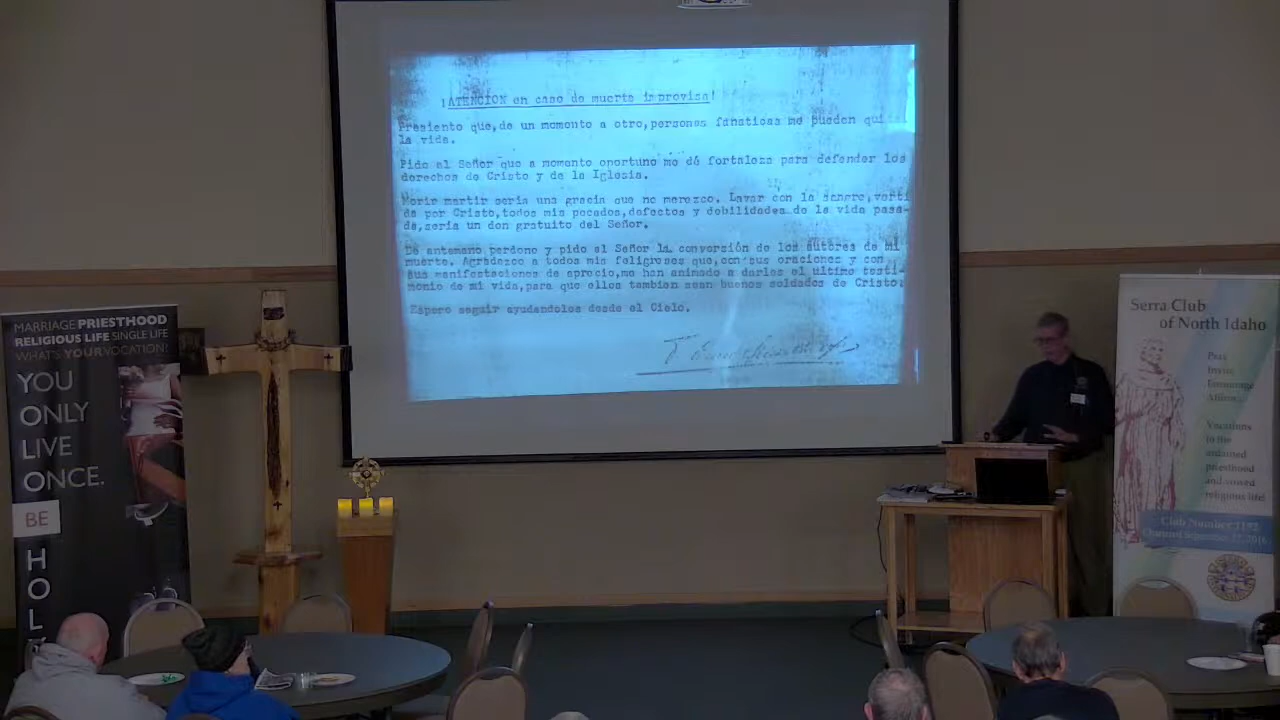 ¡ATENCION en caso de muerte improvisa!
Presiento que,de un momento a otro,personas fanaticas me pueden
la vida.
Pido al Señor que a momento oportuno me dé fortaleza para defender los
derechos de Cristo y de la Iglesia.
Morir martir seria una gracia que no merezco. Lavar con la sangre,verti
da por Cristo,todos mis pecados,defectos y debilidades de la vida pasa-
da,seria un don gratuito del Señor.
De antemano perdono y pido al Señor la conversión de los autores de mi
muerte. Agradezco a todos mis feligreses que,con sus oraciones y con
sus manifestaciones de aprecio,me han animado a darles el ultimo testi-
monio de mi vida,para que ellos tambien sean buenos soldados de Cristo.
Espero seguir ayudandolos desde el Cielo.
MARRIAGE PRIESTHOOD
RELIGIOUS LIFE SINGLE LIFE
WHAT'S YOUR VOCATION?
YOU
ONLY
LIVE
ONCE.
BE
HOL
Serra Club
of North Idaho
Pray
Invite
Encourage
Affirm
Vocations
to the
ordained
priesthood
and vowed
religious life!
Club Number 1192
Chartered September 12, 2016